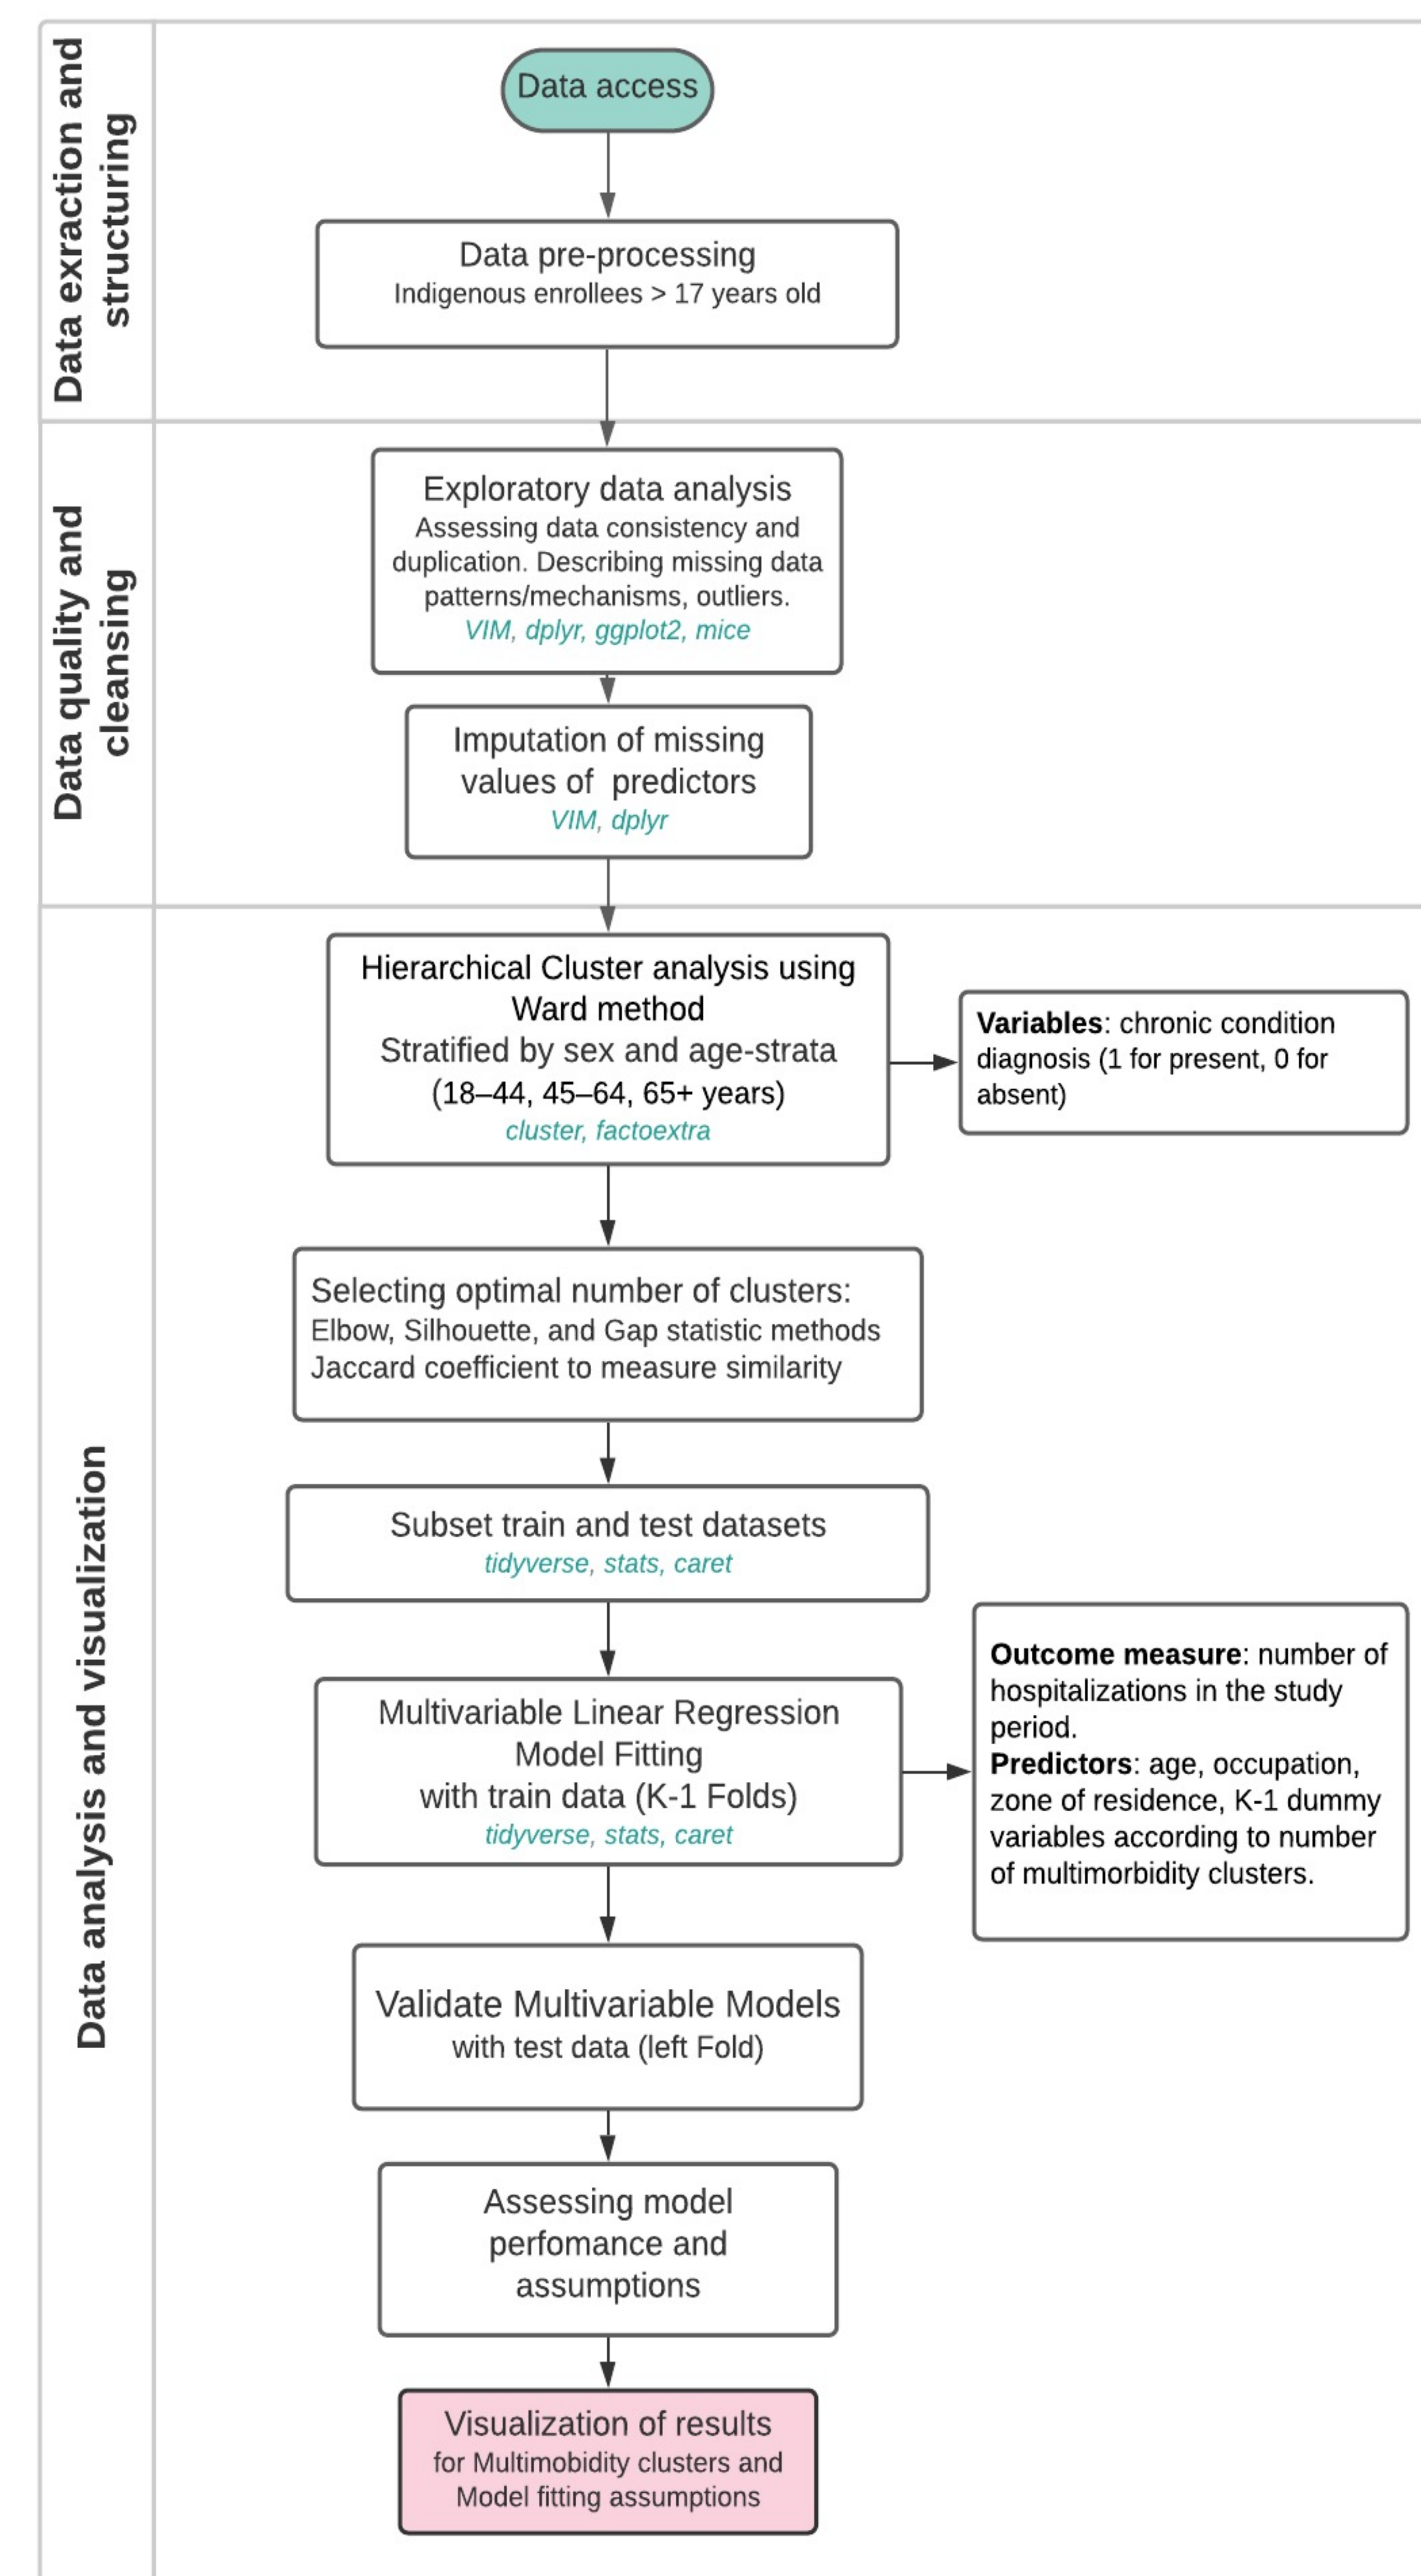 Data exraction and
structuring
Data access
Data pre-processing
Indigenous enrollees > 17 years old
Data quality and
cleansing
Exploratory data analysis
Assessing data consistency and
duplication. Describing missing data
patterns/mechanisms, outliers.
VIM, dplyr, ggplot2, mice
Imputation of missing
values of  predictors
VIM, dplyr
Data analysis and visualization
Hierarchical Cluster analysis using
Ward method
Stratified by sex and age-strata
(18–44, 45–64, 65+ years)
cluster, factoextra
Variables: chronic condition
diagnosis (1 for present, 0 for
absent)
Selecting optimal number of clusters:
Elbow, Silhouette, and Gap statistic methods
Jaccard coefficient to measure similarity
Subset train and test datasets
tidyverse, stats, caret
Multivariable Linear Regression
Model Fitting
with train data (K-1 Folds)
tidyverse, stats, caret
Outcome measure: number of
hospitalizations in the study
period.
Predictors: age, occupation,
zone of residence, K-1 dummy
variables according to number
of multimorbidity clusters.
Validate Multivariable Models
with test data (left Fold)
Assessing model
perfomance and
assumptions
Visualization of results
for Multimobidity clusters and
Model fitting assumptions